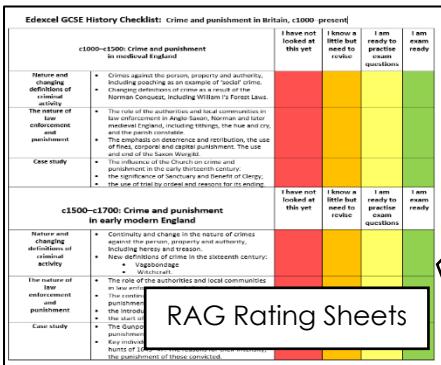 Edexcel GCSE History Checklist: Crime and punishment in Britain, c1000–present
c1000–c1500: Crime and punishment
in medieval England
I have not
looked at
this yet
I know a
little but
need to
revise
I am
ready to
practise
exam
questions
I am
exam
ready
Nature and
changing
definitions of
criminal
activity
• Crimes against the person, property and authority,
including poaching as an example of 'social' crime.
• Changing definitions of crime as a result of the
Norman Conquest, including William I's Forest Laws.
The nature of
law
enforcement
and
punishment
• The role of the authorities and local communities in
law enforcement in Anglo-Saxon, Norman and later
medieval England, including tithings, the hue and cry,
and the parish constable.
• The emphasis on deterrence and retribution, the use
of fines, corporal and capital punishment. The use
and end of the Saxon Wergild.
Case study
• The influence of the Church on crime and
punishment in the early thirteenth century:
• the significance of Sanctuary and Benefit of Clergy;
• the use of trial by ordeal and reasons for its ending.
c1500–c1700: Crime and punishment
in early modern England
I have not
looked at
this yet
I know a
little but
need to
revise
I am
ready to
practise
exam
questions
I am
exam
ready
Nature and
changing
definitions of
criminal
activity
• Continuity and change in the nature of crimes
against the person, property and authority,
including heresy and treason.
• New definitions of crime in the sixteenth century:
• Vagabondage
• Witchcraft.
The nature of
law
enforcement
and
punishment
• The role of the authorities and local communities
in law
• The
punishment
• the
• the start of
Case study
• The
punishment
• Key
hunts of
the punishment of those convicted.
RAG Rating Sheets